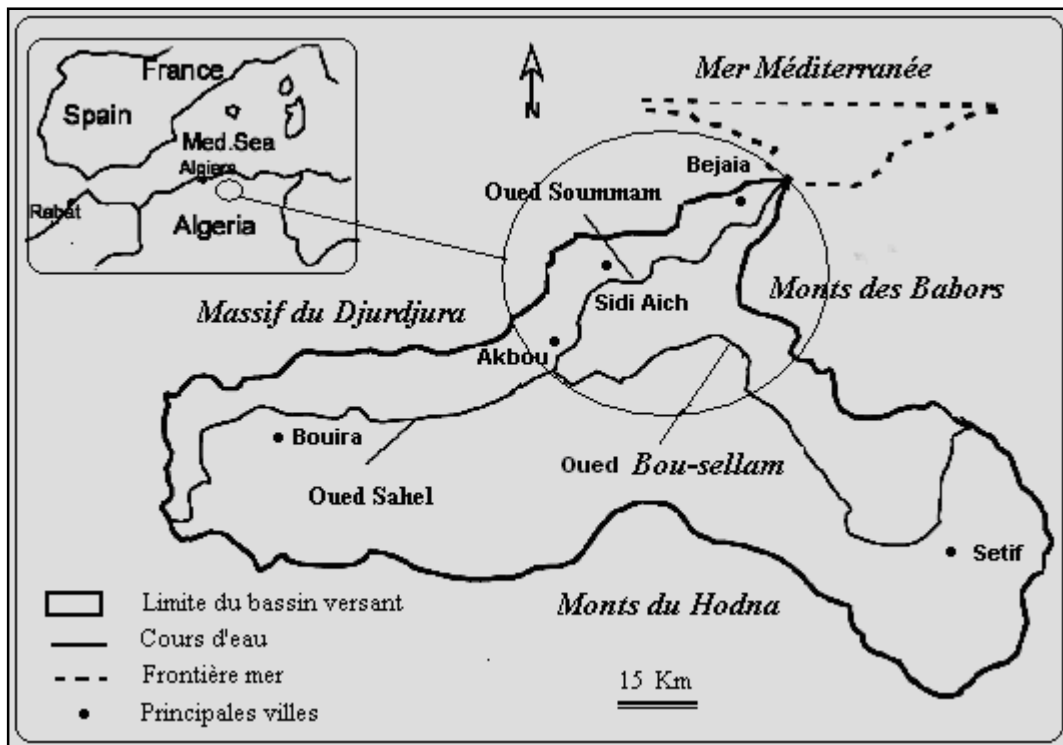 France
Spain
Med.Sea
Algiers
Rabat
Algeria
N
Mer Méditerranée
Bejaia
Oued Soummam
Sidi Aich
Monts des Babors
Massif du Djurdjura
Akbou
Bouira
Oued Bou-sellam
Oued Sahel
Setif
Monts du Hodna
Limite du bassin versant
Cours d'eau
Frontière mer
Principales villes
15 Km